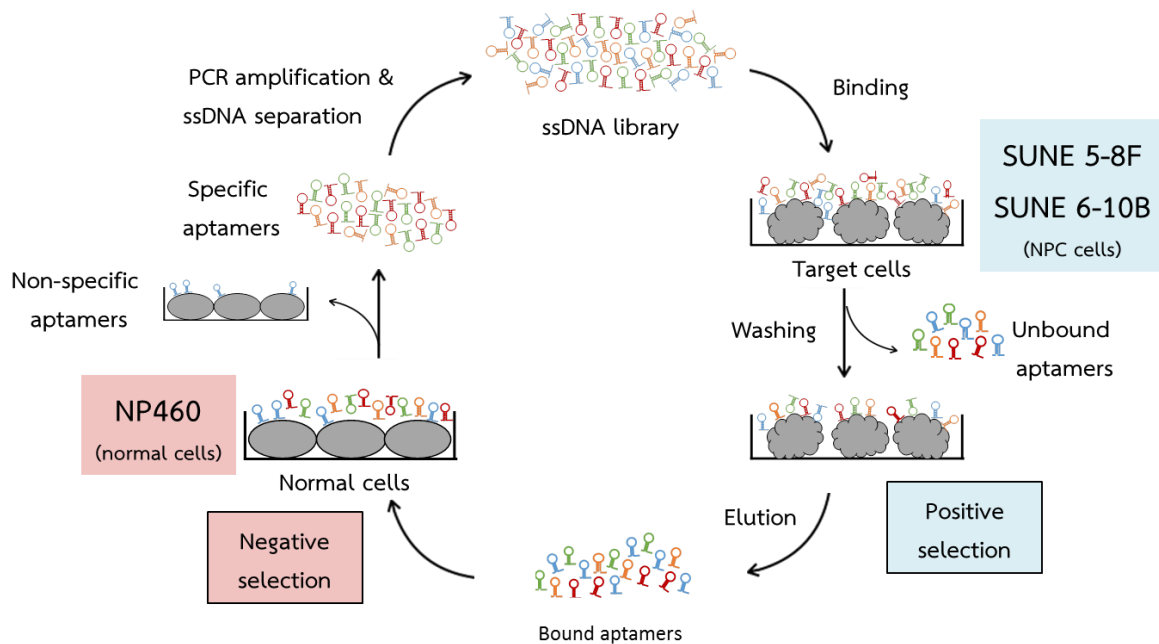 ssDNA library
Binding
SUNE 5-8F
SUNE 6-10B
(NPC cells)
Target cells
Washing
Unbound
aptamers
Positive
selection
Elution
Bound aptamers
Negative
selection
Normal cells
NP460
(normal cells)
Non-specific
aptamers
Specific
aptamers
PCR amplification &
ssDNA separation